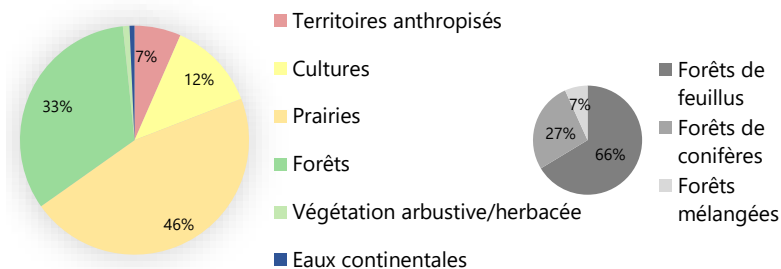 7%
12%
33%
46%
Territoires anthropisés
Cultures
Prairies
Forêts
Végétation arbustive/herbacée
Eaux continentales
7%
27%
66%
Forêts de
feuillus
Forêts de
conifères
Forêts
mélangées